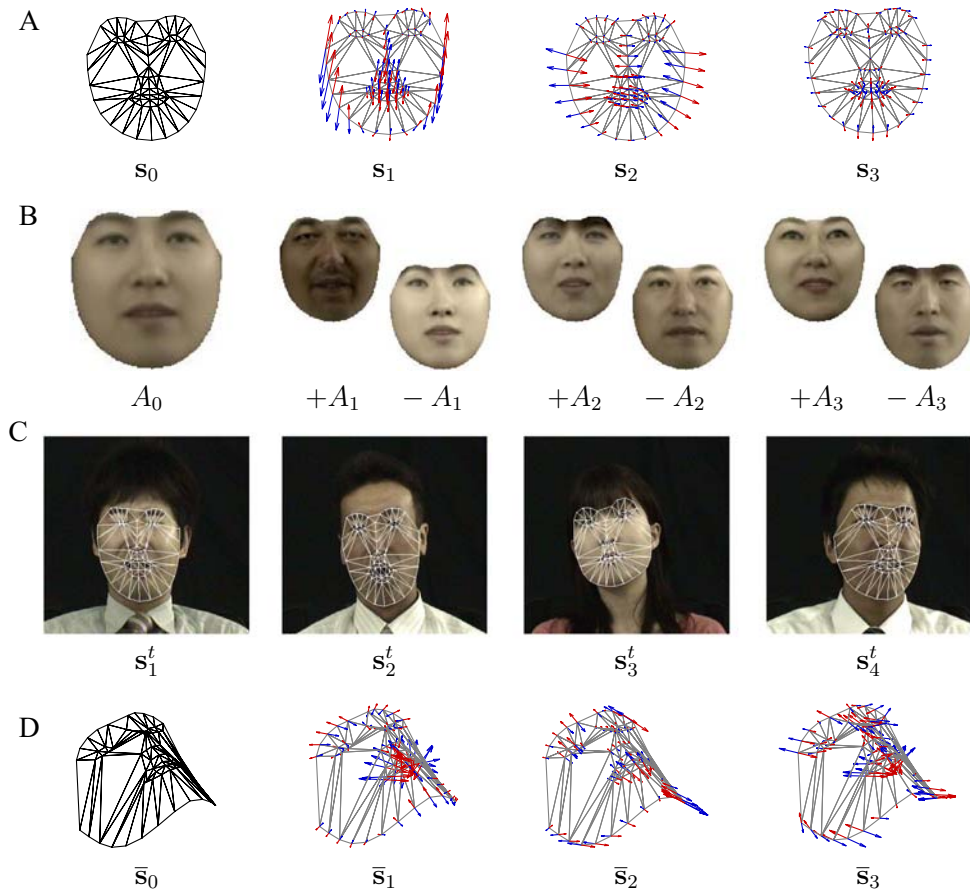 A
s₀ s₁ s₂ s₃
B
A₀ +A₁ − A₁ +A₂ − A₂ +A₃ − A₃
C
s₁ᵗ s₂ᵗ s₃ᵗ s₄ᵗ
D
s̅₀ s̅₁ s̅₂ s̅₃